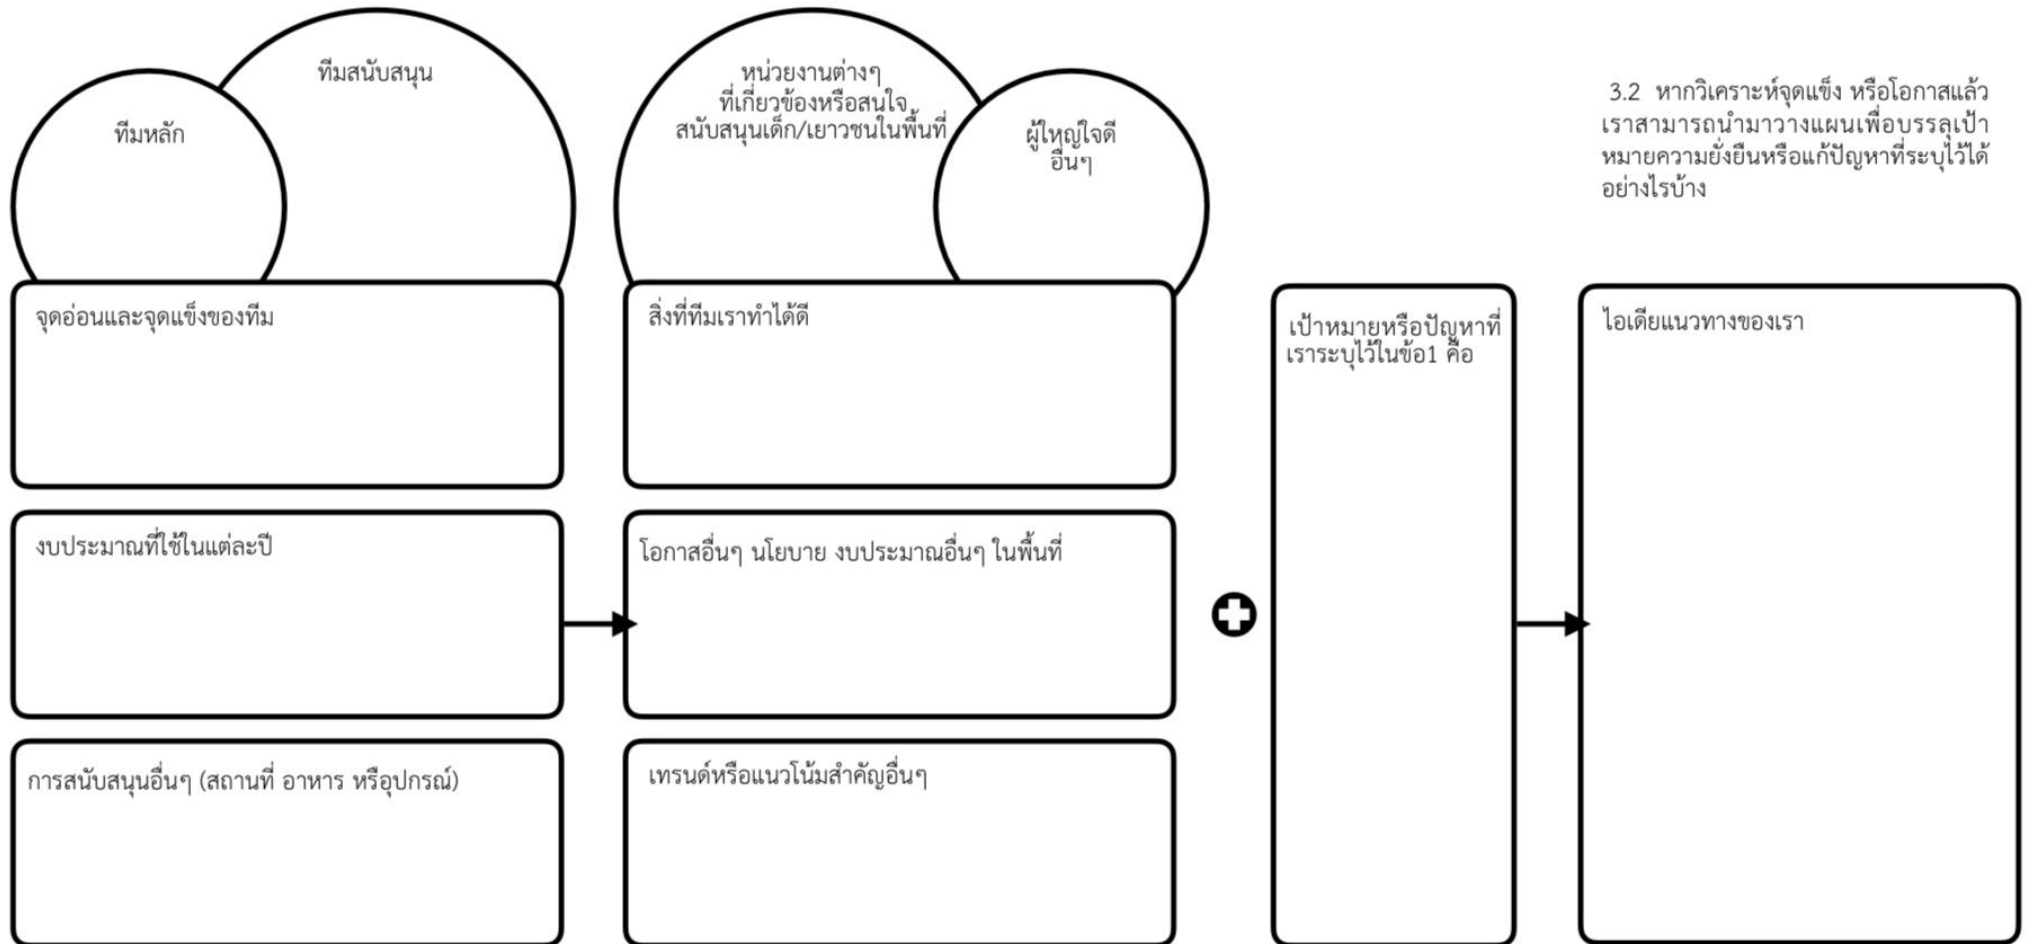 ทีมหลัก
ทีมสนับสนุน
หน่วยงานต่างๆ
ที่เกี่ยวข้องหรือสนใจ
สนับสนุนเด็ก/เยาวชนในพื้นที่
ผู้ใหญ่ใจดี
อื่นๆ
3.2 หากวิเคราะห์จุดแข็ง หรือโอกาสแล้ว
เราสามารถนำมาวางแผนเพื่อบรรลุเป้า
หมายความยั่งยืนหรือแก้ปัญหาที่ระบุไว้ได้
อย่างไรบ้าง
จุดอ่อนและจุดแข็งของทีม
สิ่งที่ทีมเราทำได้ดี
เป้าหมายหรือปัญหาที่
เราระบุไว้ในข้อ1 คือ
ไอเดียแนวทางของเรา
งบประมาณที่ใช้ในแต่ละปี
โอกาสอื่นๆ นโยบาย งบประมาณอื่นๆ ในพื้นที่
การสนับสนุนอื่นๆ (สถานที่ อาหาร หรือุปกรณ์)
เทรนด์หรือแนวโน้มสำคัญอื่นๆ